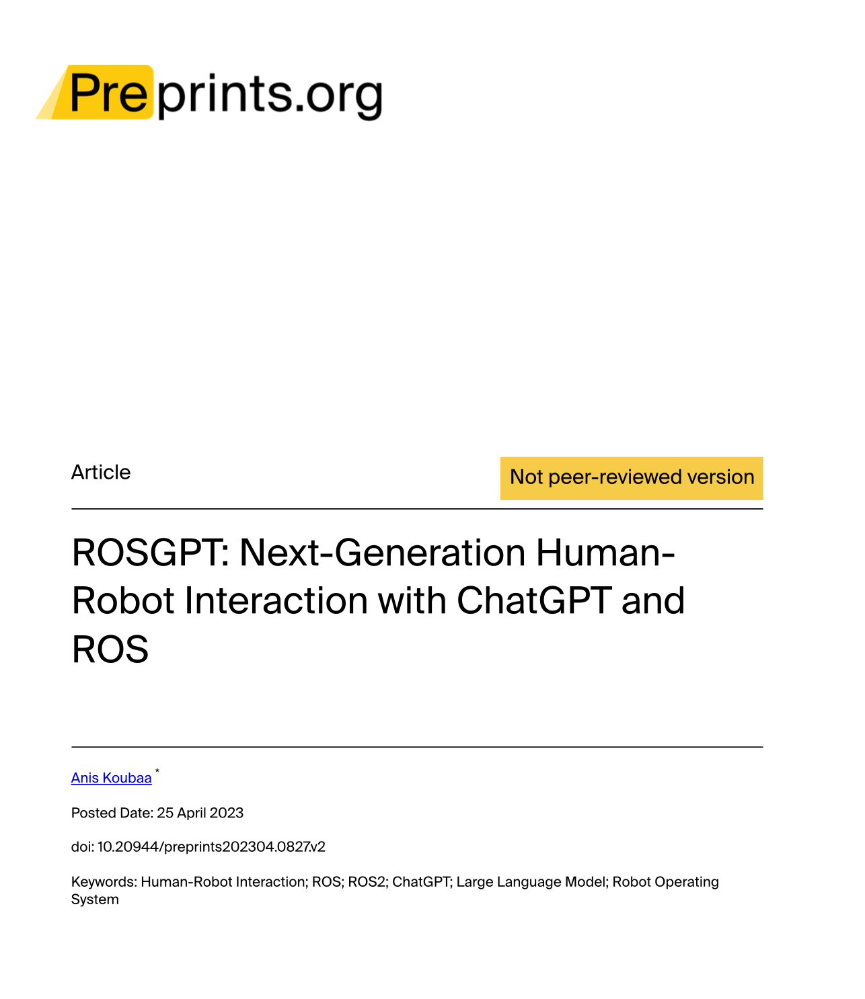 Preprints.org
Article
Not peer-reviewed version
ROSGPT: Next-Generation Human-
Robot Interaction with ChatGPT and
ROS
Anis Koubaa *
Posted Date: 25 April 2023
doi: 10.20944/preprints202304.0827.v2
Keywords: Human-Robot Interaction; ROS; ROS2; ChatGPT; Large Language Model; Robot Operating
System